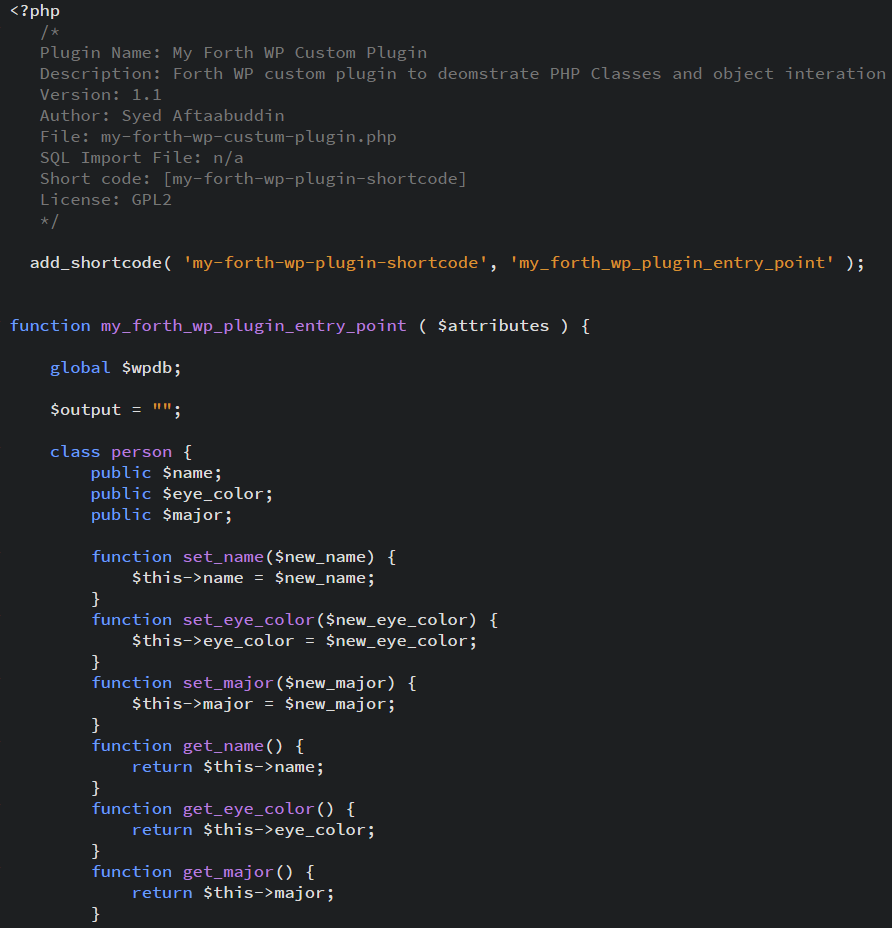 <?php
/*
Plugin Name: My Forth WP Custom Plugin
Description: Forth WP custom plugin to deomstrate PHP Classes and object interation
Version: 1.1
Author: Syed Aftaabuddin
File: my-forth-wp-custum-plugin.php
SQL Import File: n/a
Short code: [my-forth-wp-plugin-shortcode]
License: GPL2
*/
add_shortcode( 'my-forth-wp-plugin-shortcode', 'my_forth_wp_plugin_entry_point' );
function my_forth_wp_plugin_entry_point ( $attributes ) {
global $wpdb;
$output = "";
class person {
public $name;
public $eye_color;
public $major;
function set_name($new_name) {
$this->name = $new_name;
}
function set_eye_color($new_eye_color) {
$this->eye_color = $new_eye_color;
}
function set_major($new_major) {
$this->major = $new_major;
}
function get_name() {
return $this->name;
}
function get_eye_color() {
return $this->eye_color;
}
function get_major() {
return $this->major;
}